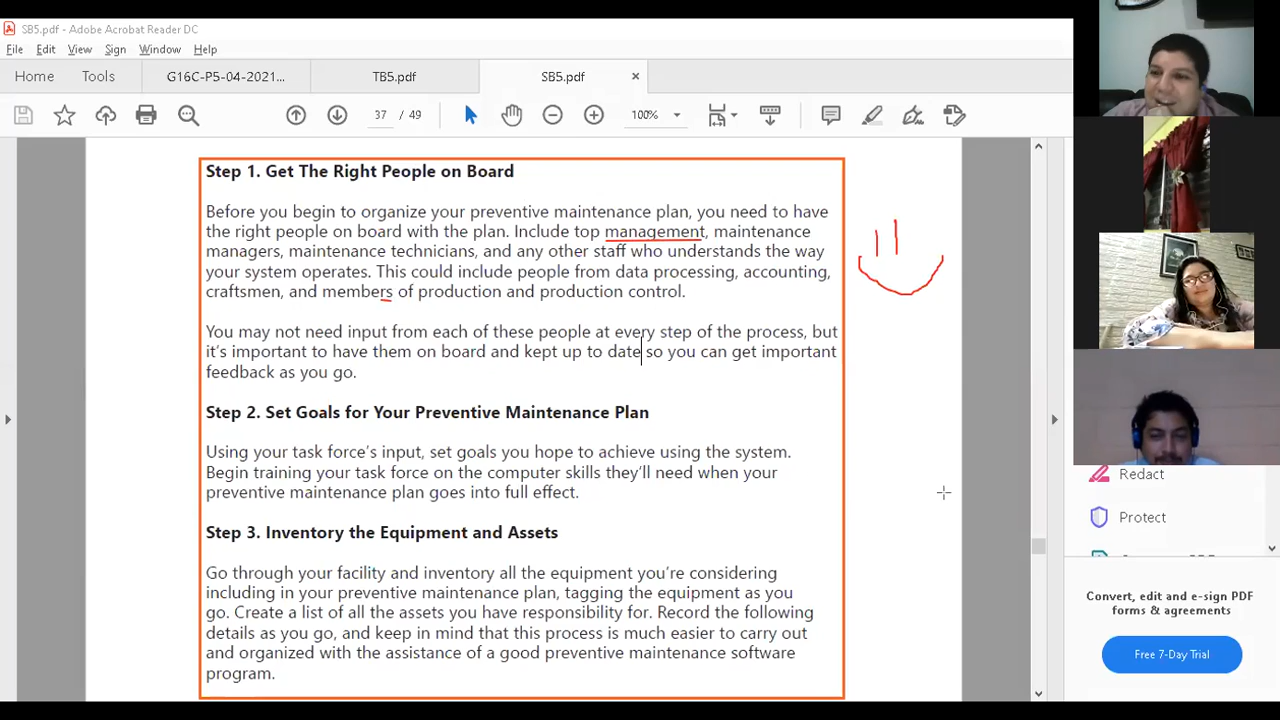 SB5.pdf - Adobe Acrobat Reader DC
File Edit View Sign Window Help
Home Tools G16C-P5-04-2021... TB5.pdf SB5.pdf ×
37 / 49 100%
Step 1. Get The Right People on Board
Before you begin to organize your preventive maintenance plan, you need to have
the right people on board with the plan. Include top management, maintenance
managers, maintenance technicians, and any other staff who understands the way
your system operates. This could include people from data processing, accounting,
craftsmen, and members of production and production control.
You may not need input from each of these people at every step of the process, but
it's important to have them on board and kept up to date so you can get important
feedback as you go.
Step 2. Set Goals for Your Preventive Maintenance Plan
Using your task force's input, set goals you hope to achieve using the system.
Begin training your task force on the computer skills they'll need when your
preventive maintenance plan goes into full effect.
Step 3. Inventory the Equipment and Assets
Go through your facility and inventory all the equipment you're considering
including in your preventive maintenance plan, tagging the equipment as you
go. Create a list of all the assets you have responsibility for. Record the following
details as you go, and keep in mind that this process is much easier to carry out
and organized with the assistance of a good preventive maintenance software
program.
Redact
Protect
Convert, edit and e-sign PDF
forms & agreements
Free 7-Day Trial